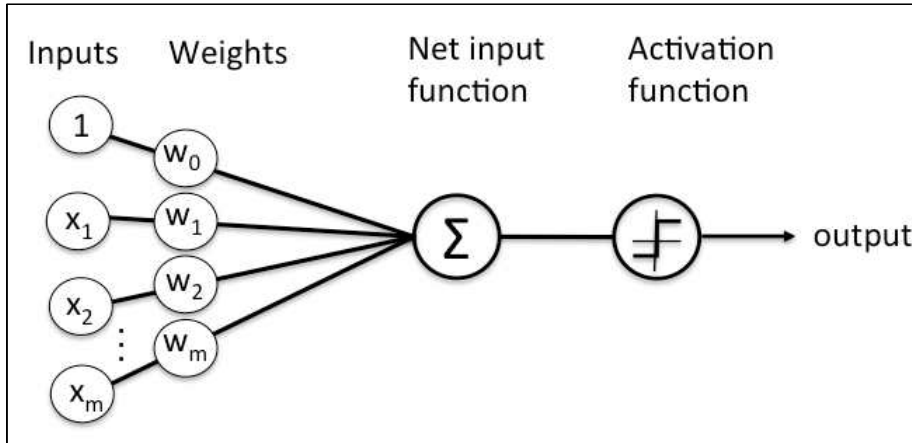 Inputs Weights
Net input
function
Activation
function
1
w0
x1
w1
x2
w2
⋮
wm
xm
Σ
output